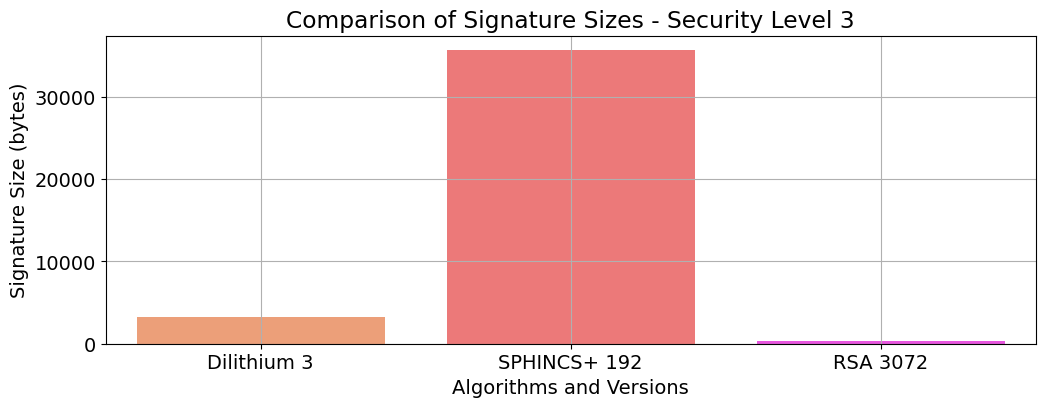 Comparison of Signature Sizes - Security Level 3
Signature Size (bytes)
30000
20000
10000
0
Dilithium 3
SPHINCS+ 192
RSA 3072
Algorithms and Versions